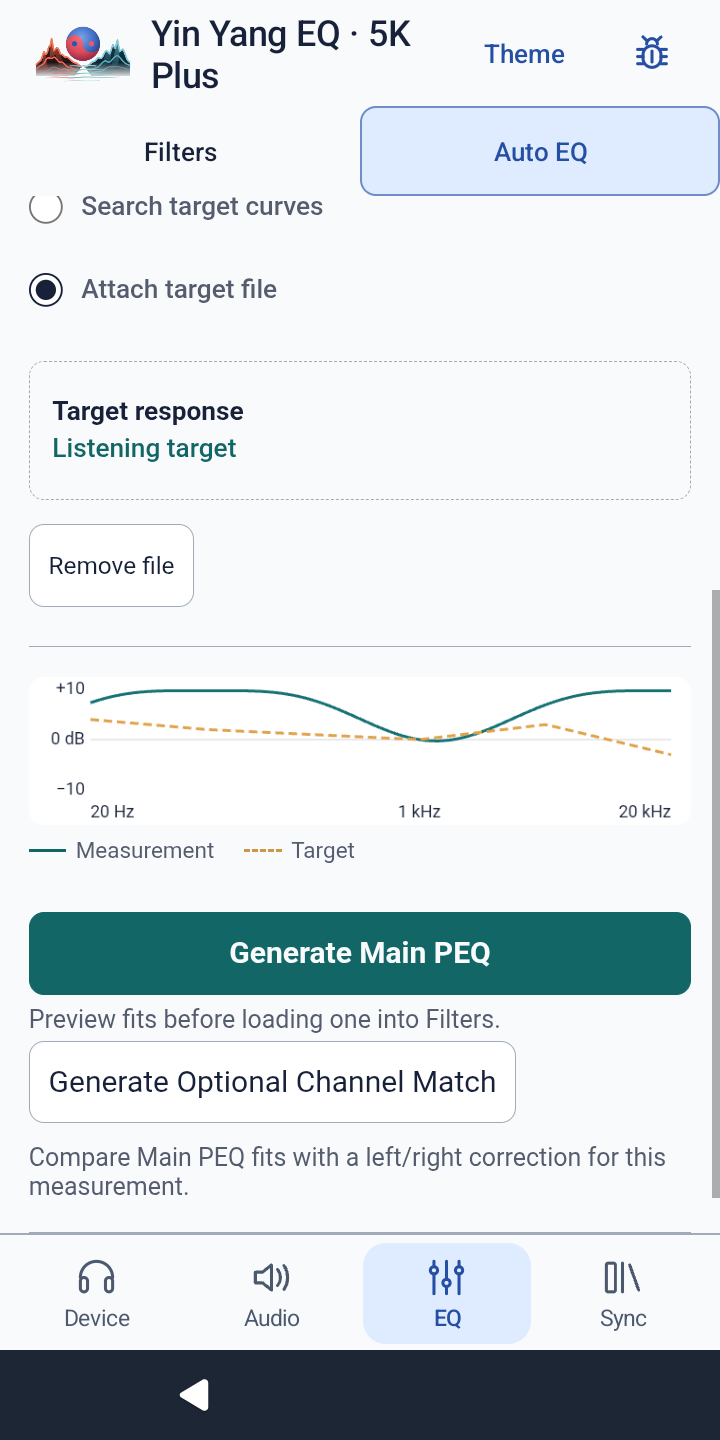 Yin Yang EQ · 5K
Plus
Theme
Filters
Auto EQ
Search target curves
Attach target file
Target response
Listening target
Remove file
+10
0 dB
−10
20 Hz
1 kHz
20 kHz
Measurement
Target
Generate Main PEQ
Preview fits before loading one into Filters.
Generate Optional Channel Match
Compare Main PEQ fits with a left/right correction for this
measurement.
Device
Audio
EQ
Sync